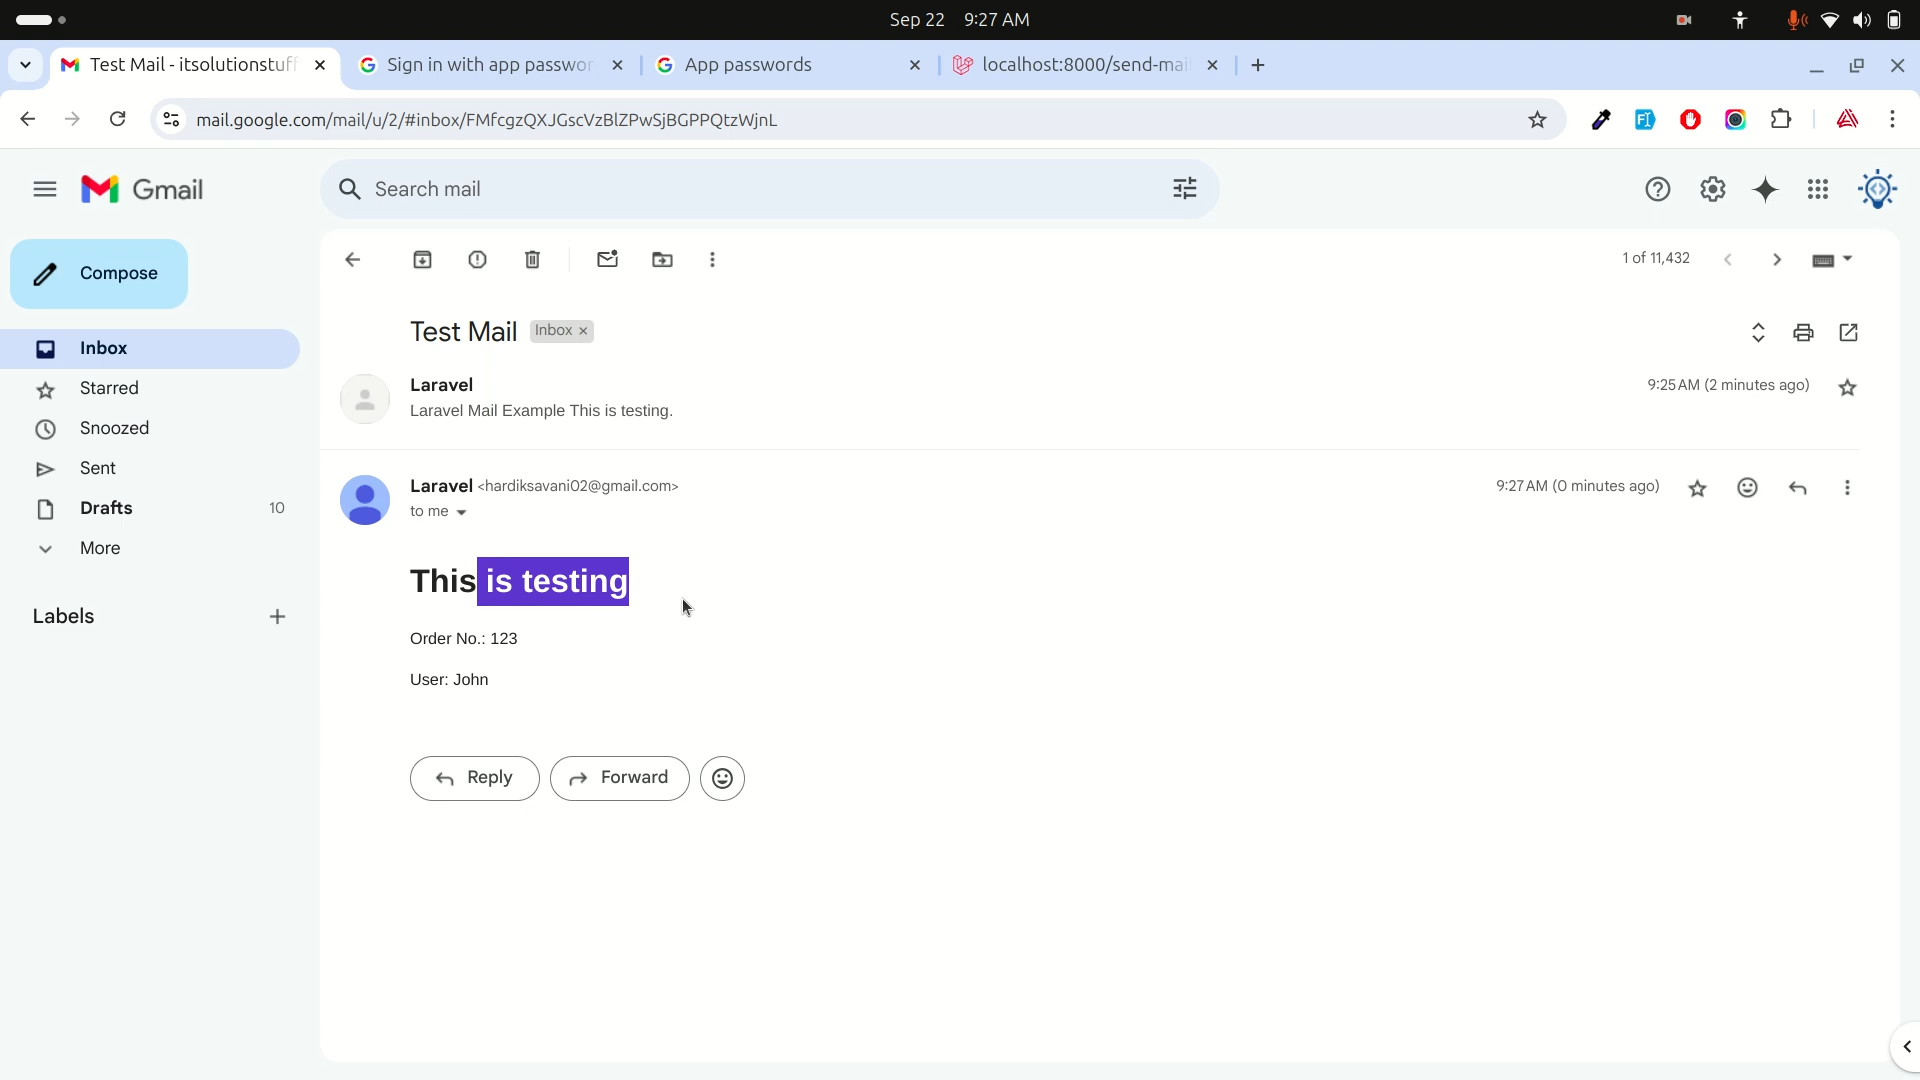 Sep 22 9:27 AM
Test Mail - itsolutionstuff
Sign in with app passwor
App passwords
localhost:8000/send-mai
mail.google.com/mail/u/2/#inbox/FMfcgzQXJGscVzBlZPwSjBGPPQtzWjnL
Gmail
Search mail
Compose
1 of 11,432
Test Mail Inbox ×
Inbox
Laravel
9:25 AM (2 minutes ago)
Starred
Laravel Mail Example This is testing.
Snoozed
Sent
Laravel <hardiksavani02@gmail.com>
9:27 AM (0 minutes ago)
Drafts 10
to me
More
This is testing
Labels
Order No.: 123
User: John
Reply
Forward